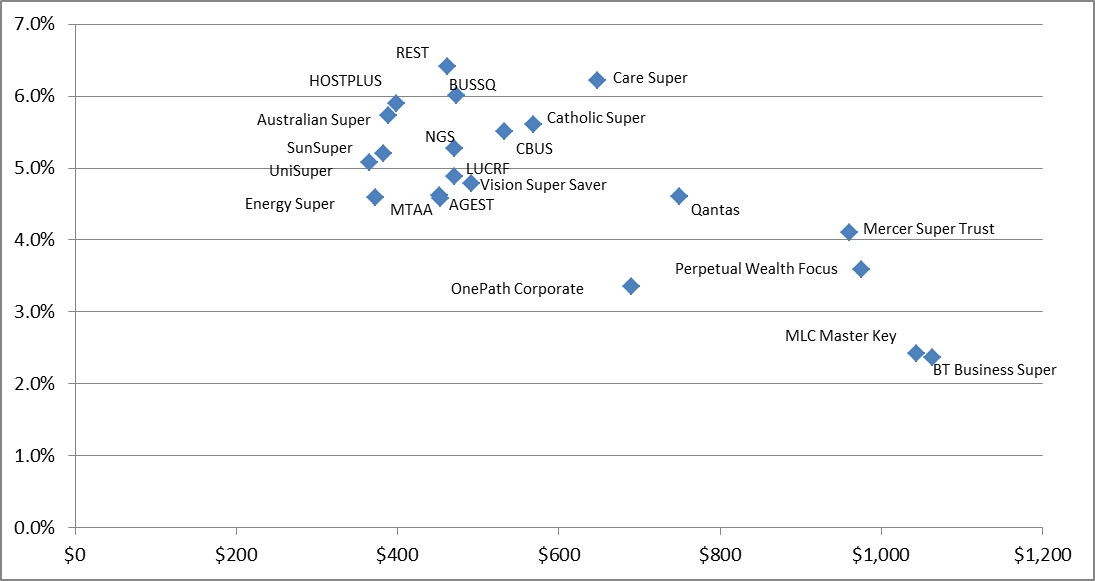 7.0%
REST
Care Super
HOSTPLUS
BUSSQ
6.0%
Australian Super
Catholic Super
NGS
SunSuper
CBUS
5.0%
UniSuper
LUCRF
Vision Super Saver
Energy Super
MTAA
AGEST
Qantas
4.0%
Mercer Super Trust
Perpetual Wealth Focus
OnePath Corporate
3.0%
MLC Master Key
BT Business Super
2.0%
1.0%
0.0%
$0
$200
$400
$600
$800
$1,000
$1,200